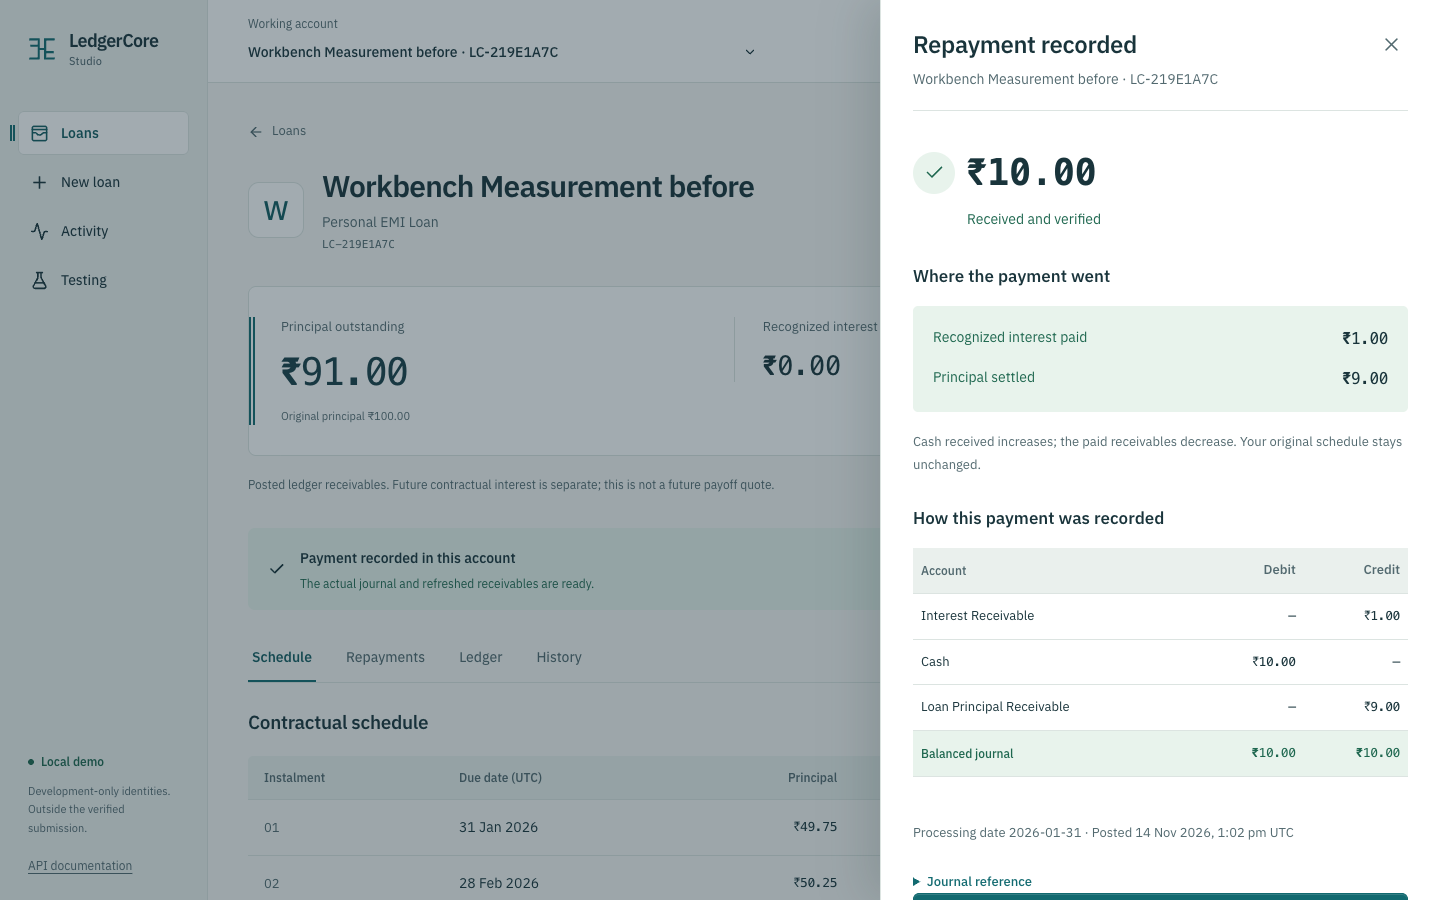 LedgerCore
Studio
Loans
New loan
Activity
Testing
Local demo
Development-only identities.
Outside the verified
submission.
API documentation
Working account
Workbench Measurement before · LC-219E1A7C
Loans
W
Workbench Measurement before
Personal EMI Loan
LC-219E1A7C
Principal outstanding
₹91.00
Original principal ₹100.00
Recognized interest
₹0.00
Posted ledger receivables. Future contractual interest is separate; this is not a future payoff quote.
Payment recorded in this account
The actual journal and refreshed receivables are ready.
Schedule Repayments Ledger History
Contractual schedule
Instalment Due date (UTC) Principal
01 31 Jan 2026 ₹49.75
02 28 Feb 2026 ₹50.25
Repayment recorded
Workbench Measurement before · LC-219E1A7C
₹10.00
Received and verified
Where the payment went
Recognized interest paid ₹1.00
Principal settled ₹9.00
Cash received increases; the paid receivables decrease. Your original schedule stays
unchanged.
How this payment was recorded
Account Debit Credit
Interest Receivable — ₹1.00
Cash ₹10.00 —
Loan Principal Receivable — ₹9.00
Balanced journal ₹10.00 ₹10.00
Processing date 2026-01-31 · Posted 14 Nov 2026, 1:02 pm UTC
Journal reference